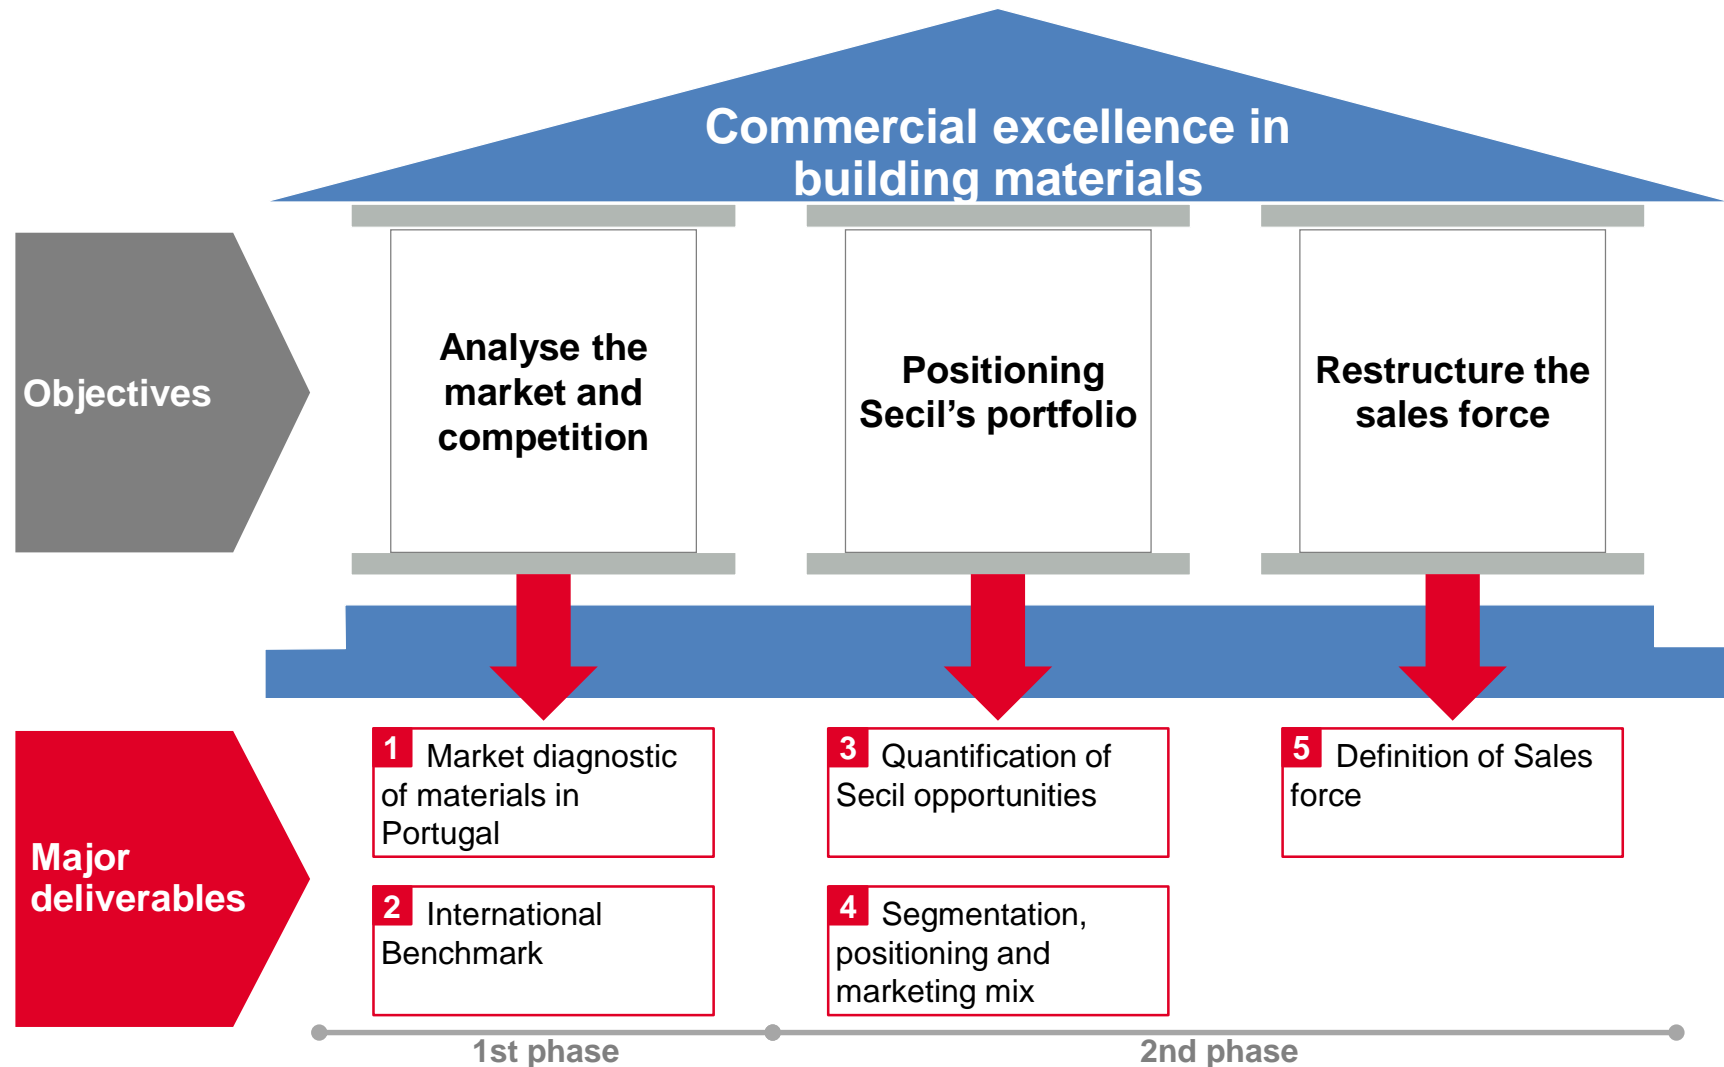 Commercial excellence in
building materials
Objectives
Analyse the
market and
competition
Positioning
Secil’s portfolio
Restructure the
sales force
Major
deliverables
1 Market diagnostic
of materials in
Portugal
2 International
Benchmark
3 Quantification of
Secil opportunities
4 Segmentation,
positioning and
marketing mix
5 Definition of Sales
force
1st phase
2nd phase